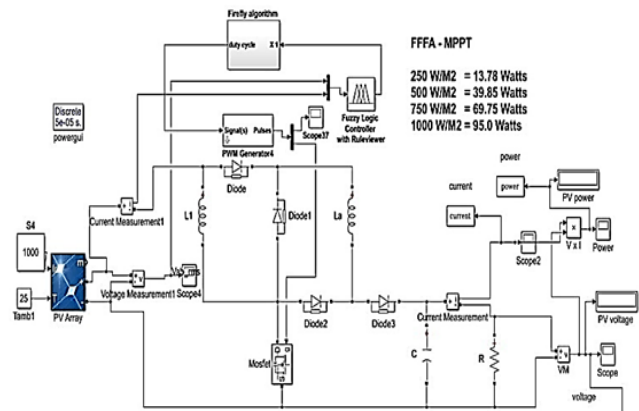 Firefly algorithm
duty cycle
X 1
FFFA - MPPT
250 W/M2 = 13.78 Watts
500 W/M2 = 39.85 Watts
750 W/M2 = 69.75 Watts
1000 W/M2 = 95.0 Watts
Discrete
5e-05 s.
powergui
Signal(s) Pulses
PWM Generator4
Scope37
Fuzzy Logic
Controller
with Ruleviewer
Diode
Current Measurement1
L1
Diode1
La
S4
1000
25
Tamb1
PV Array
m
Voltage Measurement1
Scope4
Diode2
Diode3
Mosfet
C
Current Measurement
R
current
current
power
power
PV power
Scope2
V x I
Power
PV voltage
VM
Scope
voltage